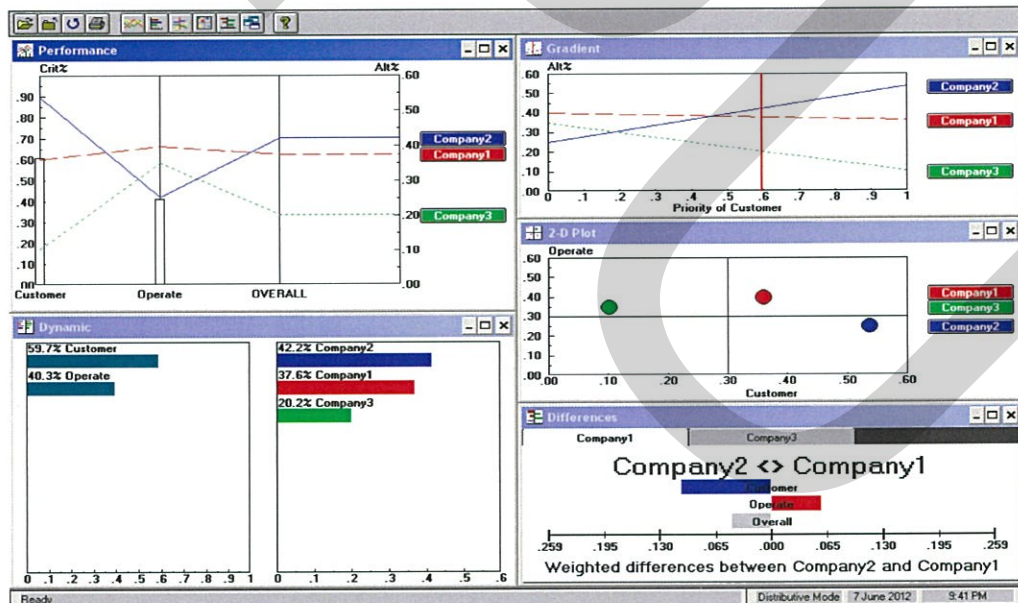 Performance
Crit%
Alt%
.90
.80
.70
.60
.50
.40
.30
.20
.10
.00
.60
.50
.40
.30
.20
.10
.00
Company2
Company1
Company3
Customer
Operate
OVERALL
Gradient
Alt%
.60
.50
.40
.30
.20
.10
.00
0 .1 .2 .3 .4 .5 .6 .7 .8 .9 1
Priority of Customer
Company2
Company1
Company3
2-D Plot
Operate
.60
.50
.40
.30
.20
.10
.00 .10 .20 .30 .40 .50 .60
Customer
Company1
Company3
Company2
Dynamic
59.7% Customer
40.3% Operate
0 .1 .2 .3 .4 .5 .6 .7 .8 .9 1
42.2% Company2
37.6% Company1
20.2% Company3
0 .1 .2 .3 .4 .5 .6
Differences
Company1 Company3
Company2 <> Company1
Customer
Operate
Overall
.259 .195 .130 .065 .000 .065 .130 .195 .259
Weighted differences between Company2 and Company1
Ready
Distributive Mode 7 June 2012 9:41 PM